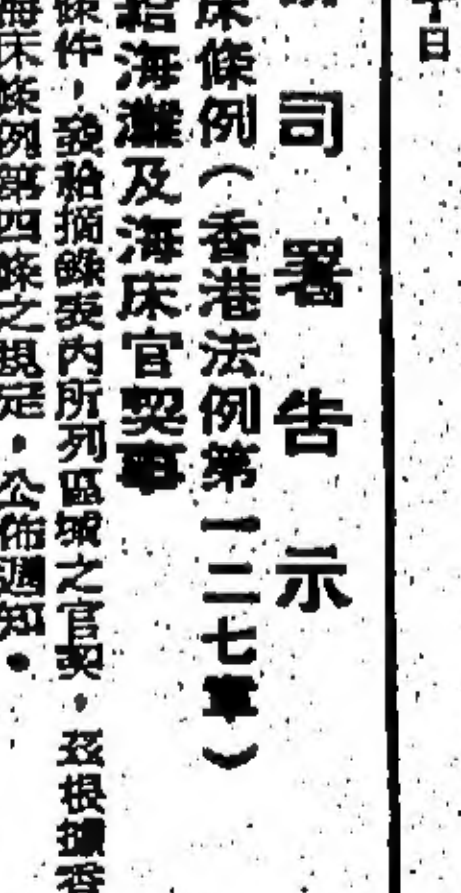 日
司署告示
床條例(香港法例第一二七章)
給海灘及海床官契事
條件,發給摘錄表內所列區域之官契,茲根據香
海床條例第四條之規定,公佈週知。